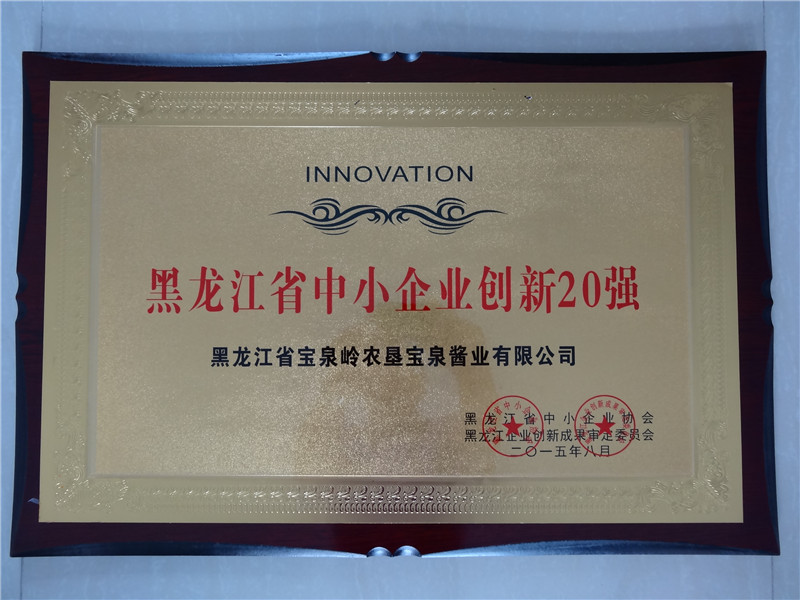 INNOVATION
黑龙江省中小企业创新20强
黑龙江省宝泉岭农垦宝泉酱业有限公司
黑龙江省中小企业协会
黑龙江企业创新成果审定委员会
二〇一五年八月